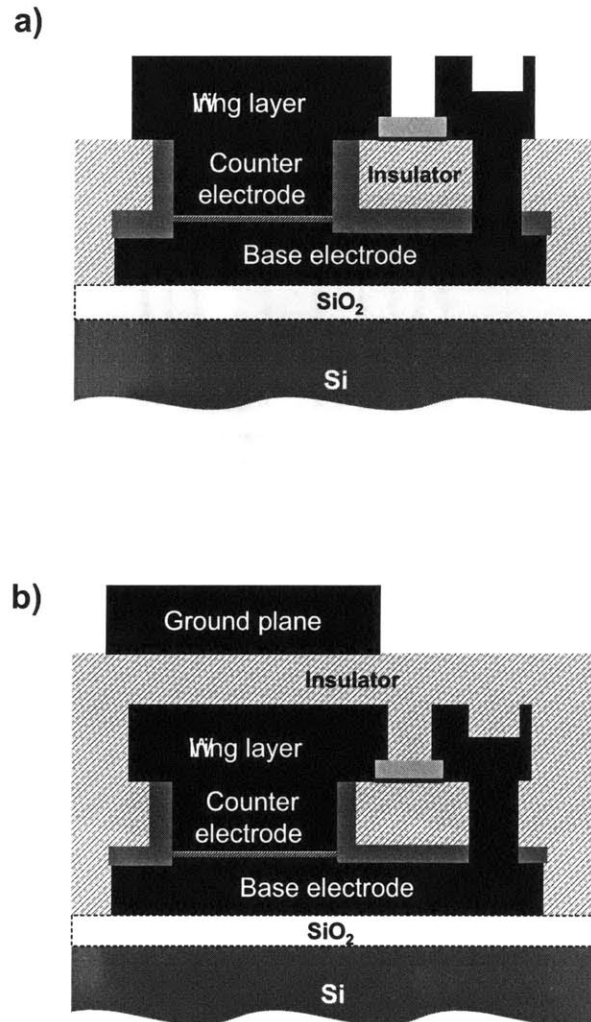 a)
layer
Counter
electrode
Insulator
Base electrode
SiO₂
Si
b)
Ground plane
Insulator
layer
Counter
electrode
Base electrode
SiO₂
Si